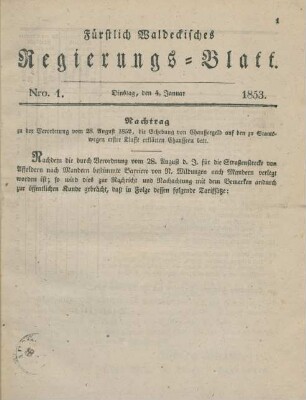 1
Fürstlich Waldeckisches
Regierungs-Blatt.
Nro. 1. Dinstag, den 4. Januar 1853.
Nachtrag
zu der Verordnung vom 28. August 1852, die Erhebung von Chausseegeld auf den zu Staats-
wegen erster Klasse erklärten Chausseen betr.
Nachdem die durch Verordnung vom 28. August v. J. für die Straßenstrecke von
Asfeldern nach Mandern bestimmte Barriere von N. Wildungen nach Mandern verlegt
worden ist; so wird dies zur Nachricht und Nachachtung mit dem Bemerken andurch
zur öffentlichen Kunde gebracht, daß in Folge dessen folgende Tarifsätze: